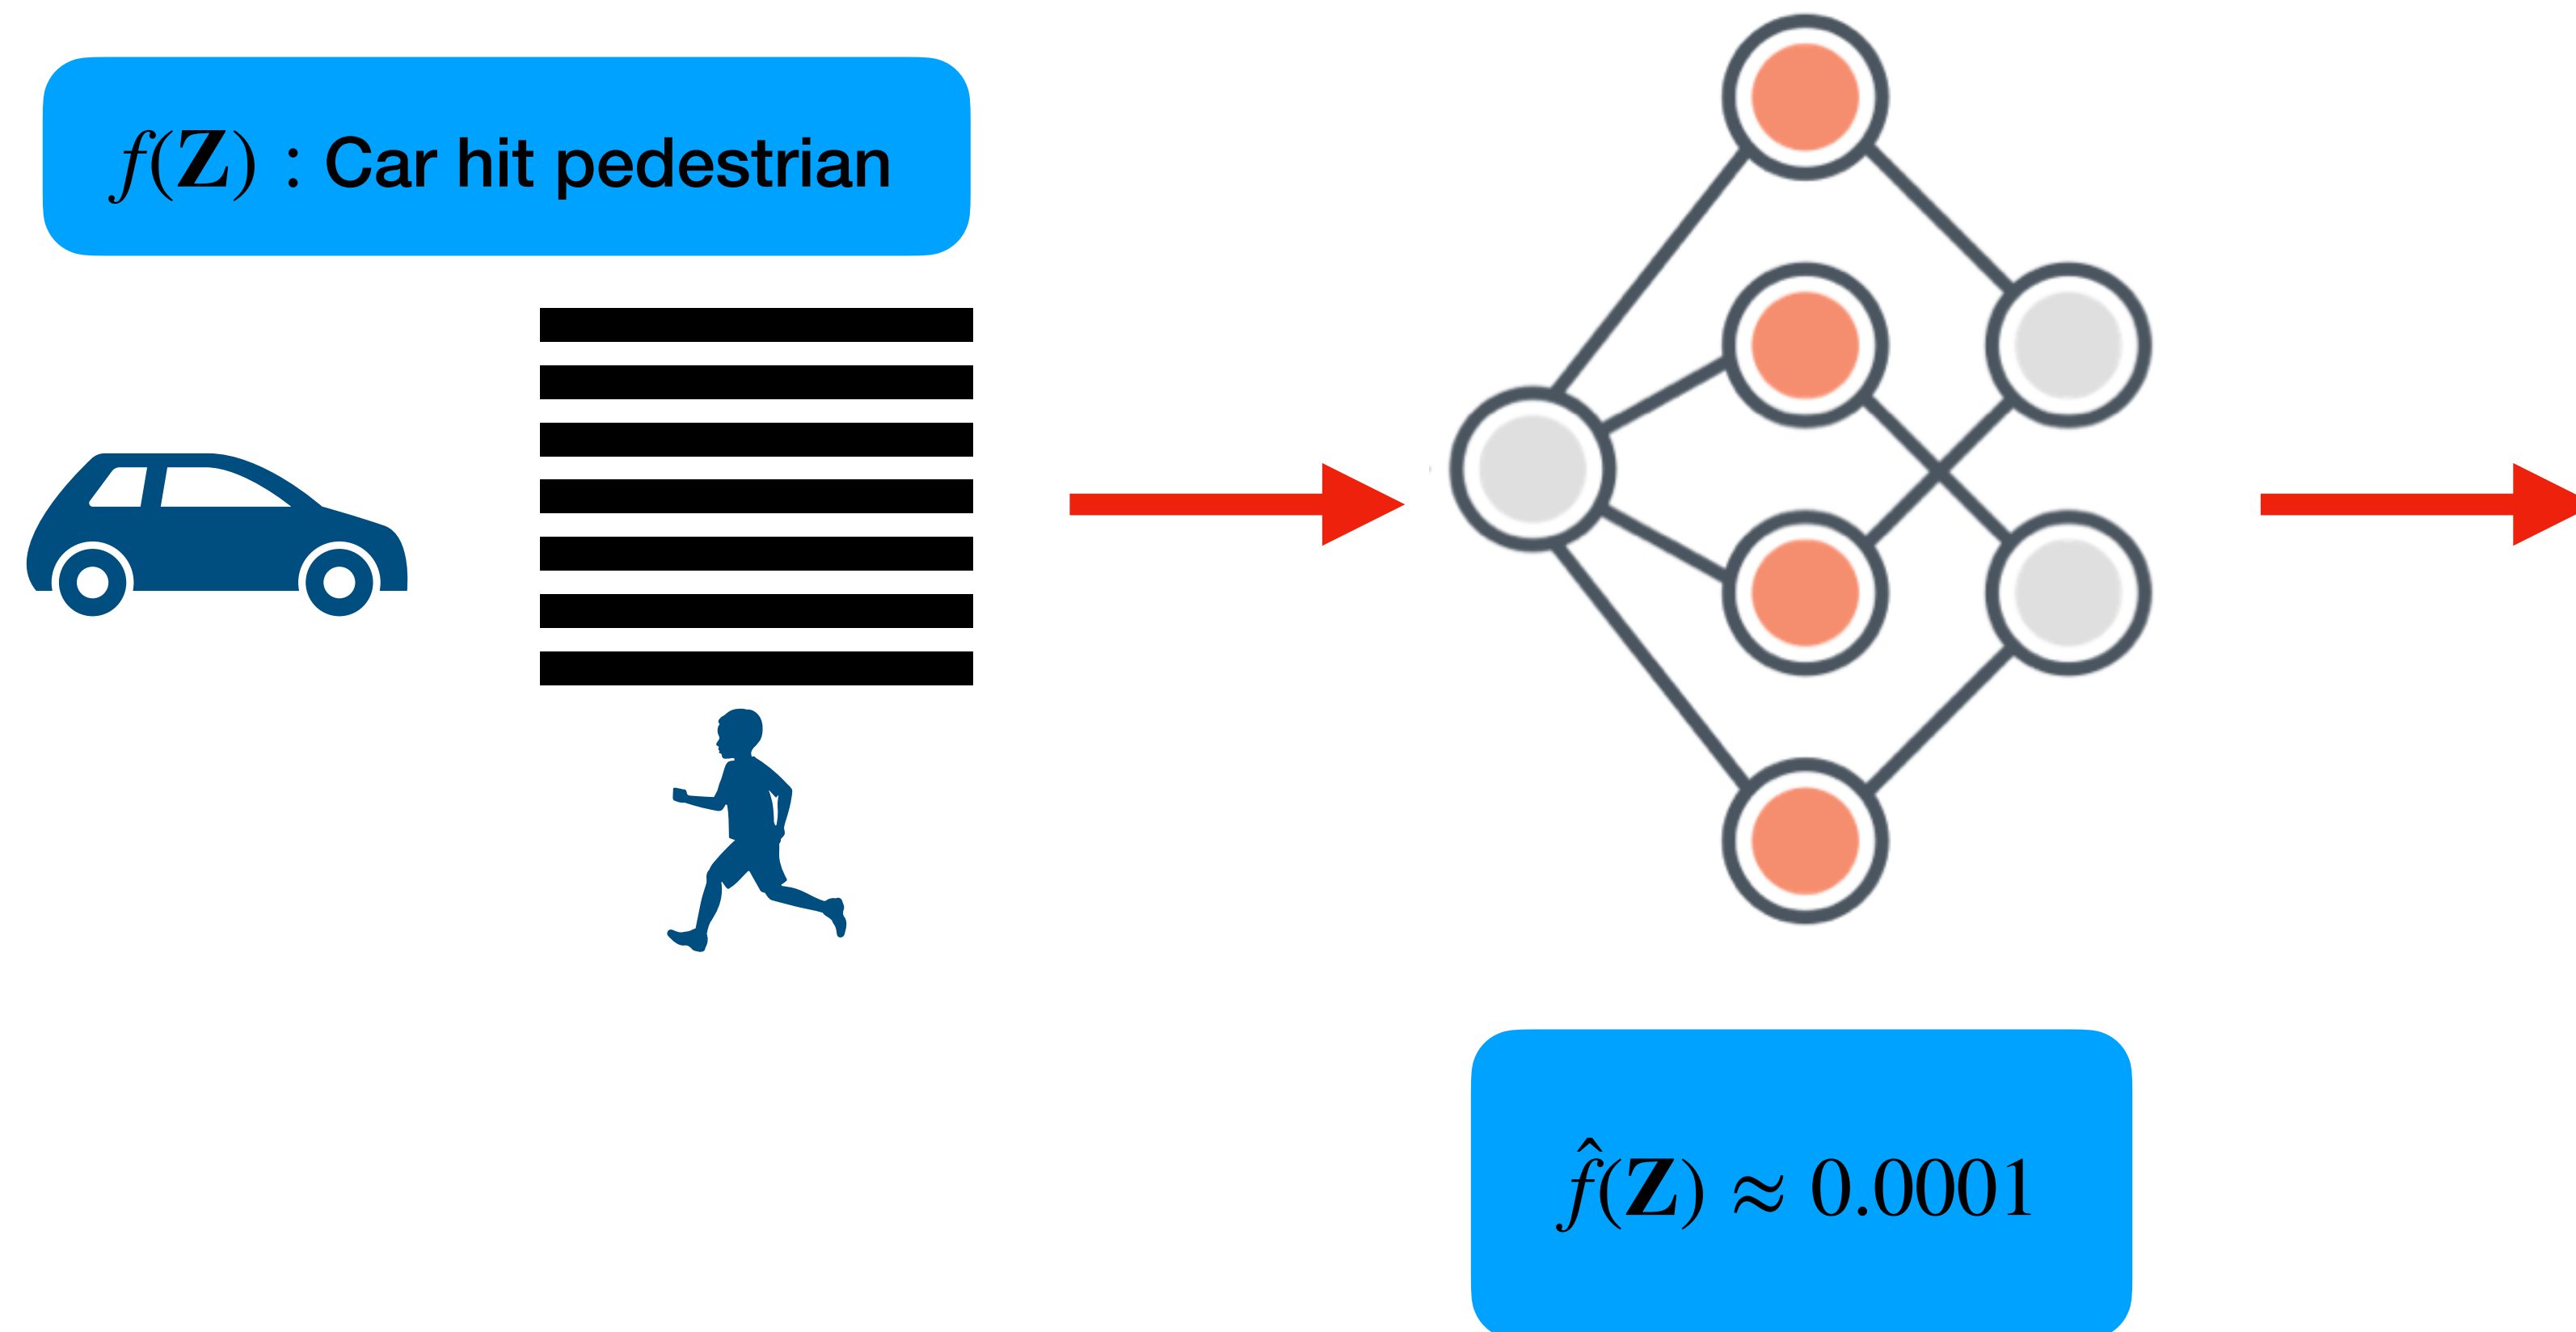 f(Z) : Car hit pedestrian
f̂(Z) ≈ 0.0001